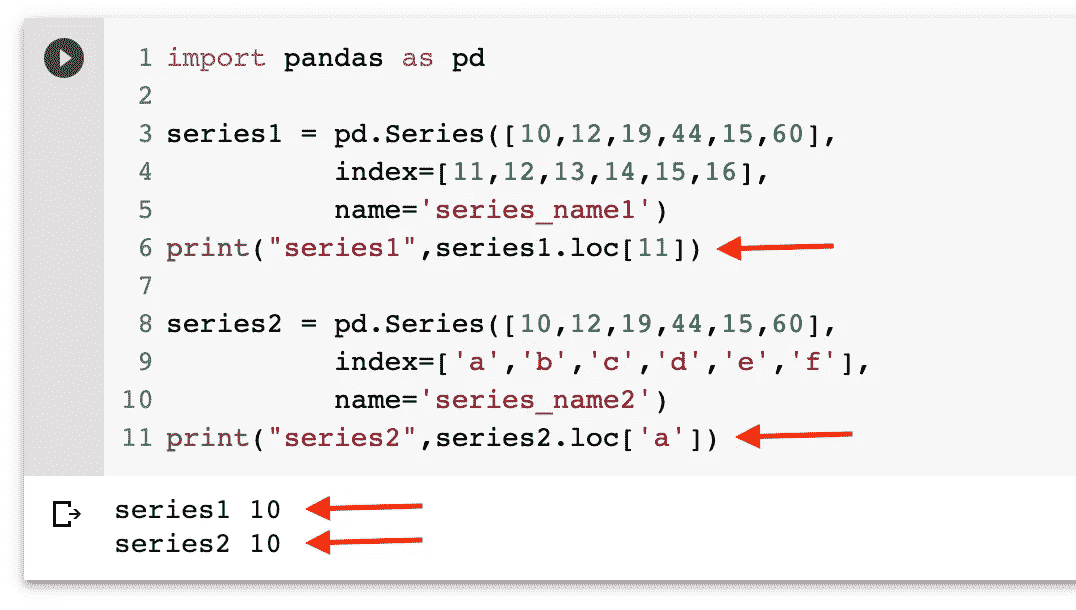 1 import pandas as pd
2
3 series1 = pd.Series([10,12,19,44,15,60],
4           index=[11,12,13,14,15,16],
5           name='series_name1')
6 print("series1",series1.loc[11])
7
8 series2 = pd.Series([10,12,19,44,15,60],
9           index=['a','b','c','d','e','f'],
10           name='series_name2')
11 print("series2",series2.loc['a'])
series1 10
series2 10